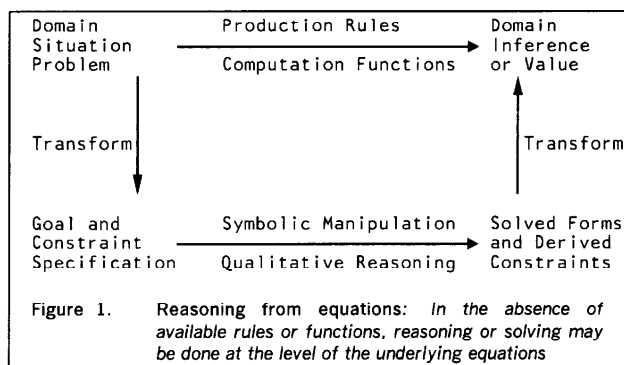 Domain Situation Problem
Production Rules
Computation Functions
Domain Inference or Value
Transform
Transform
Goal and Constraint Specification
Symbolic Manipulation
Qualitative Reasoning
Solved Forms and Derived Constraints
Figure 1. Reasoning from equations: In the absence of
available rules or functions, reasoning or solving may
be done at the level of the underlying equations